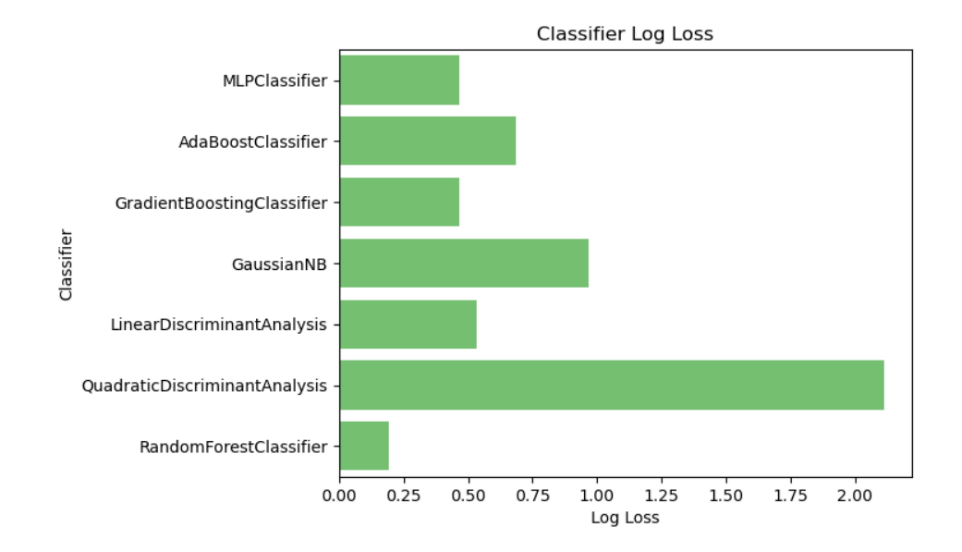 Classifier Log Loss
Classifier
MLPClassifier
AdaBoostClassifier
GradientBoostingClassifier
GaussianNB
LinearDiscriminantAnalysis
QuadraticDiscriminantAnalysis
RandomForestClassifier
0.00 0.25 0.50 0.75 1.00 1.25 1.50 1.75 2.00
Log Loss